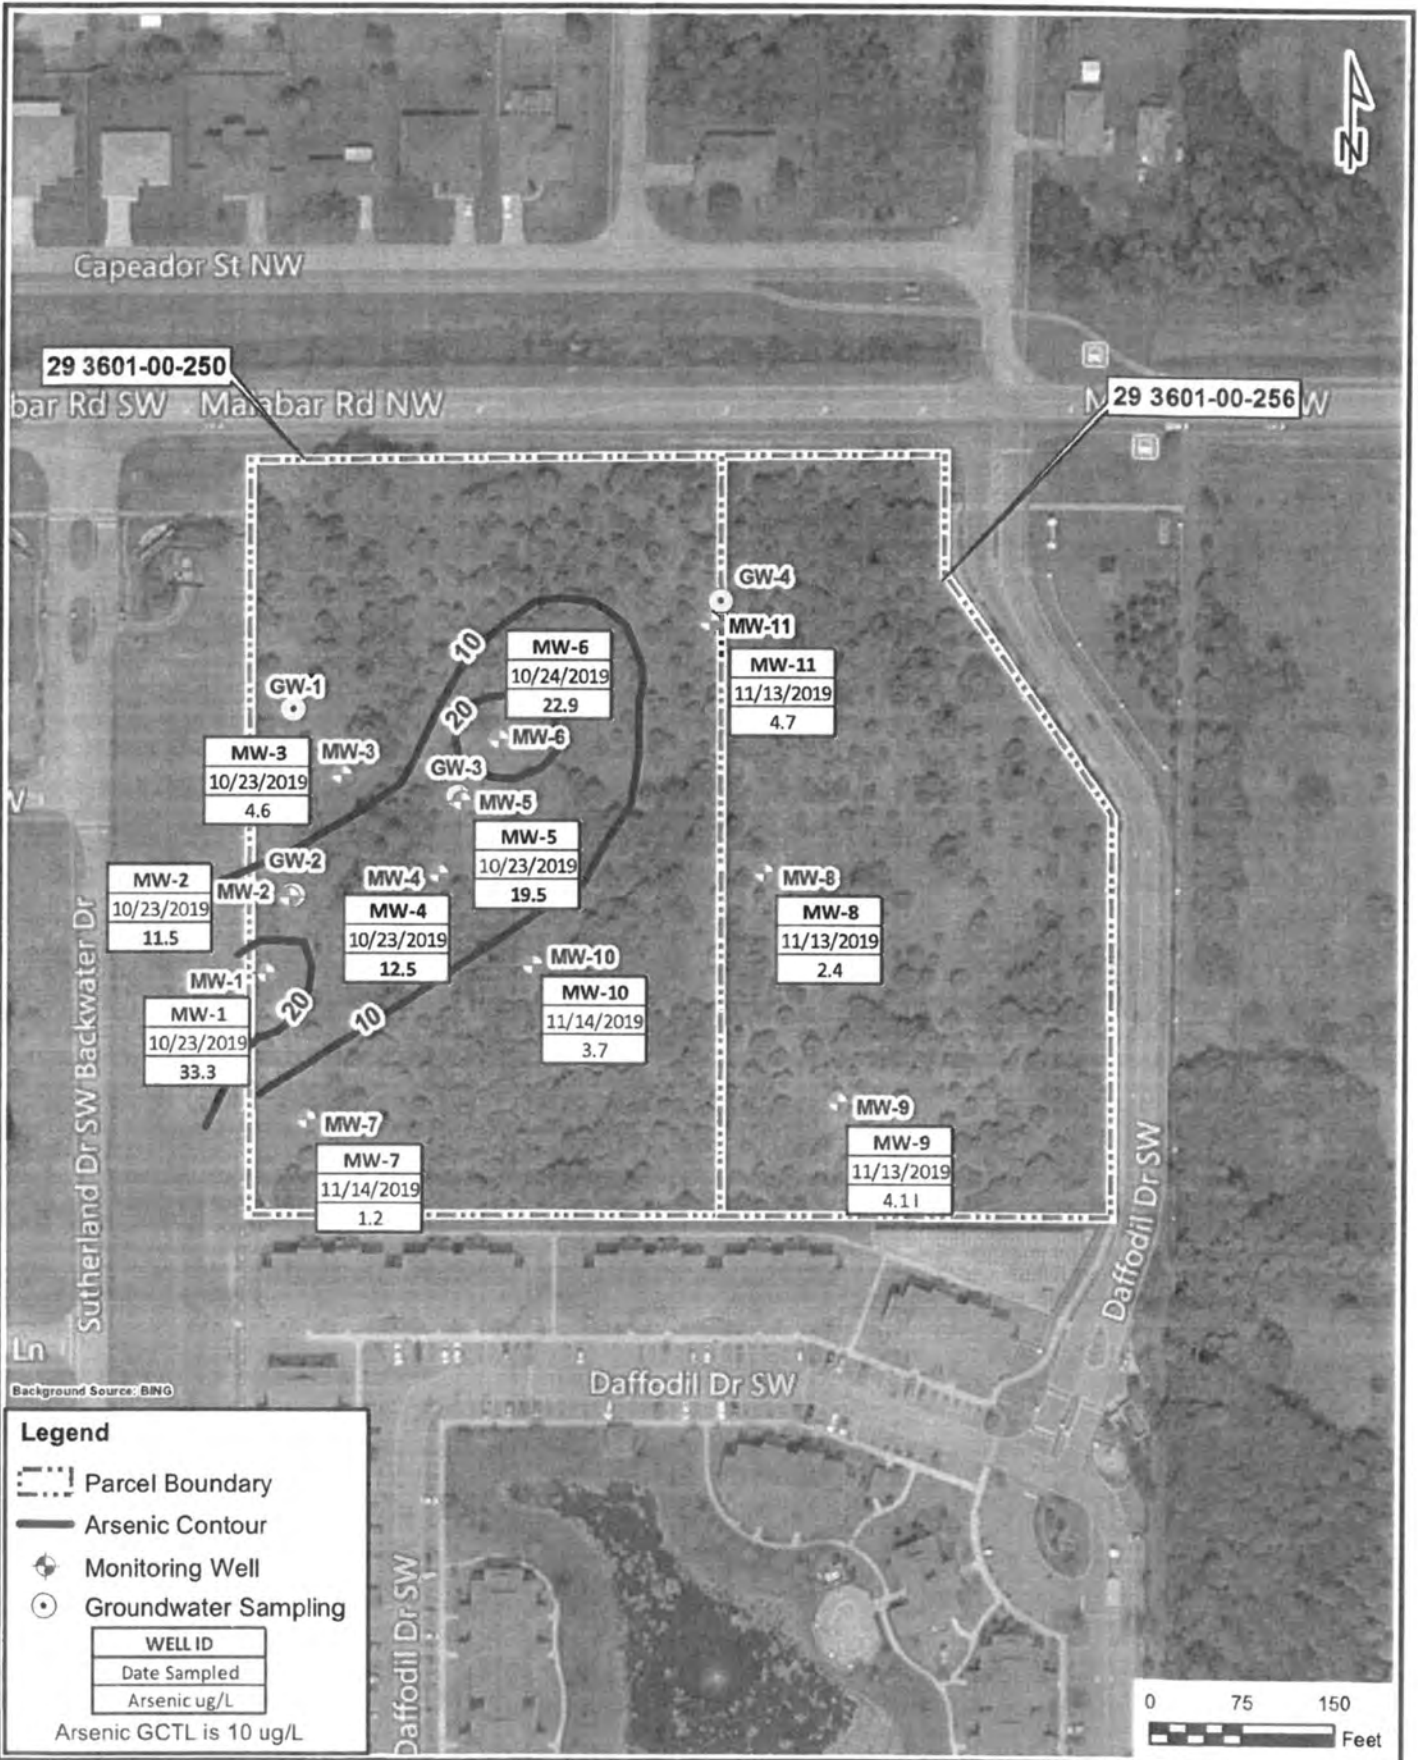 N
Capeador St NW
29 3601-00-250
bar Rd SW Malabar Rd NW
29 3601-00-256
W
GW-4
MW-11
10
MW-6
10/24/2019
22.9
MW-11
11/13/2019
4.7
GW-1
20
MW-6
MW-3
10/23/2019
4.6
MW-3
GW-3
MW-5
MW-5
10/23/2019
19.5
GW-2
MW-2
10/23/2019
11.5
MW-2
MW-4
MW-4
10/23/2019
12.5
MW-8
MW-8
11/13/2019
2.4
MW-10
MW-10
11/14/2019
3.7
MW-1
MW-1
10/23/2019
33.3
20
10
MW-7
MW-7
11/14/2019
1.2
MW-9
MW-9
11/13/2019
4.1 I
Sutherland Dr SW Backwater Dr
Daffodil Dr SW
Ln
Background Source: BING
Daffodil Dr SW
Daffodil Dr SW
Legend
Parcel Boundary
Arsenic Contour
Monitoring Well
Groundwater Sampling
WELL ID
Date Sampled
Arsenic ug/L
Arsenic GCTL is 10 ug/L
0 75 150
Feet